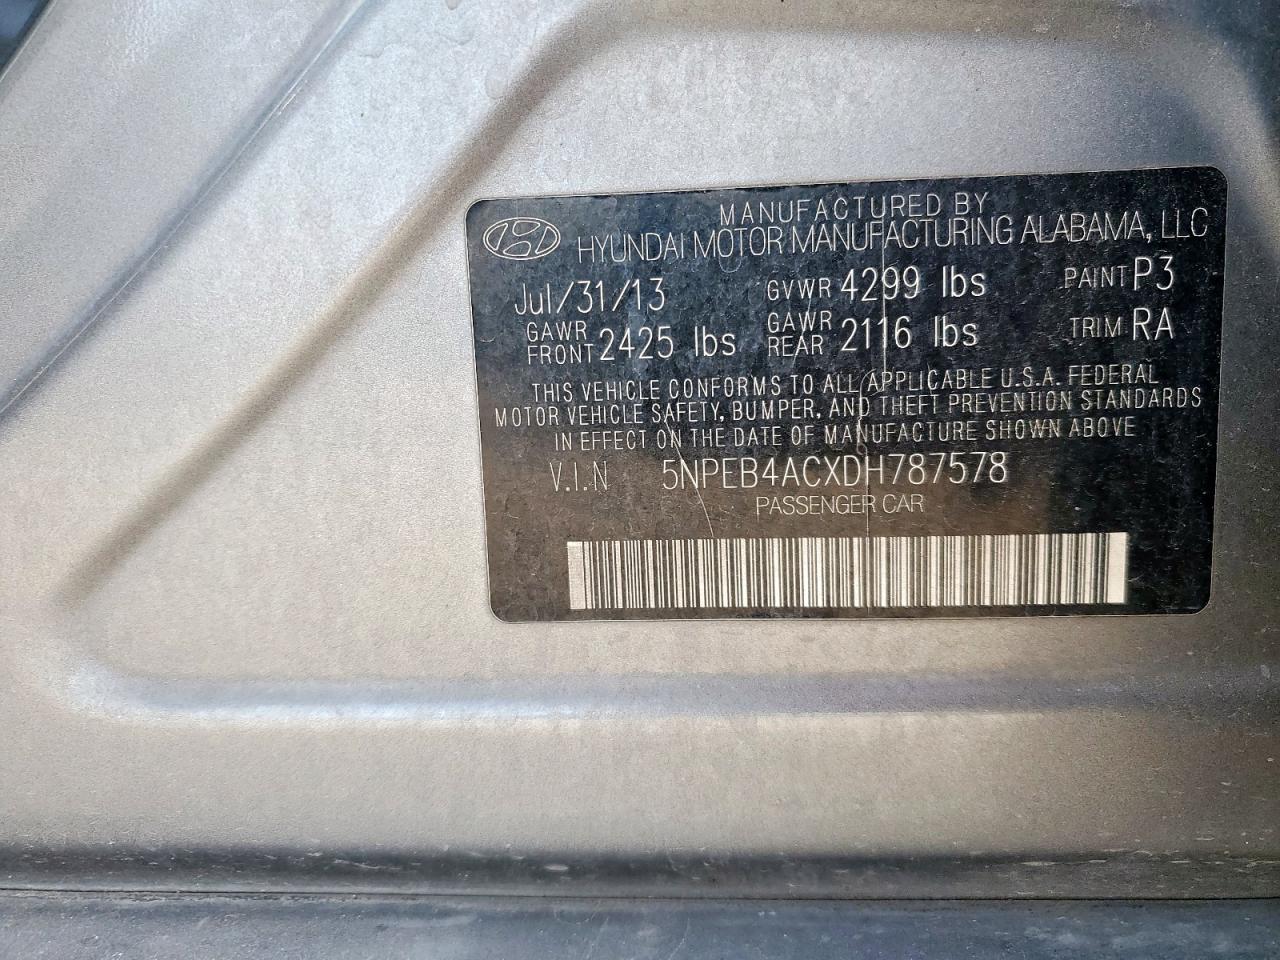 MANUFACTURED BY
HYUNDAI MOTOR MANUFACTURING ALABAMA, LLC
Jul/31/13 GVWR 4299 lbs PAINT P3
GAWR FRONT 2425 lbs GAWR REAR 2116 lbs TRIM RA
THIS VEHICLE CONFORMS TO ALL APPLICABLE U.S.A. FEDERAL
MOTOR VEHICLE SAFETY, BUMPER, AND THEFT PREVENTION STANDARDS
IN EFFECT ON THE DATE OF MANUFACTURE SHOWN ABOVE
V.I.N 5NPEB4ACXDH787578
PASSENGER CAR